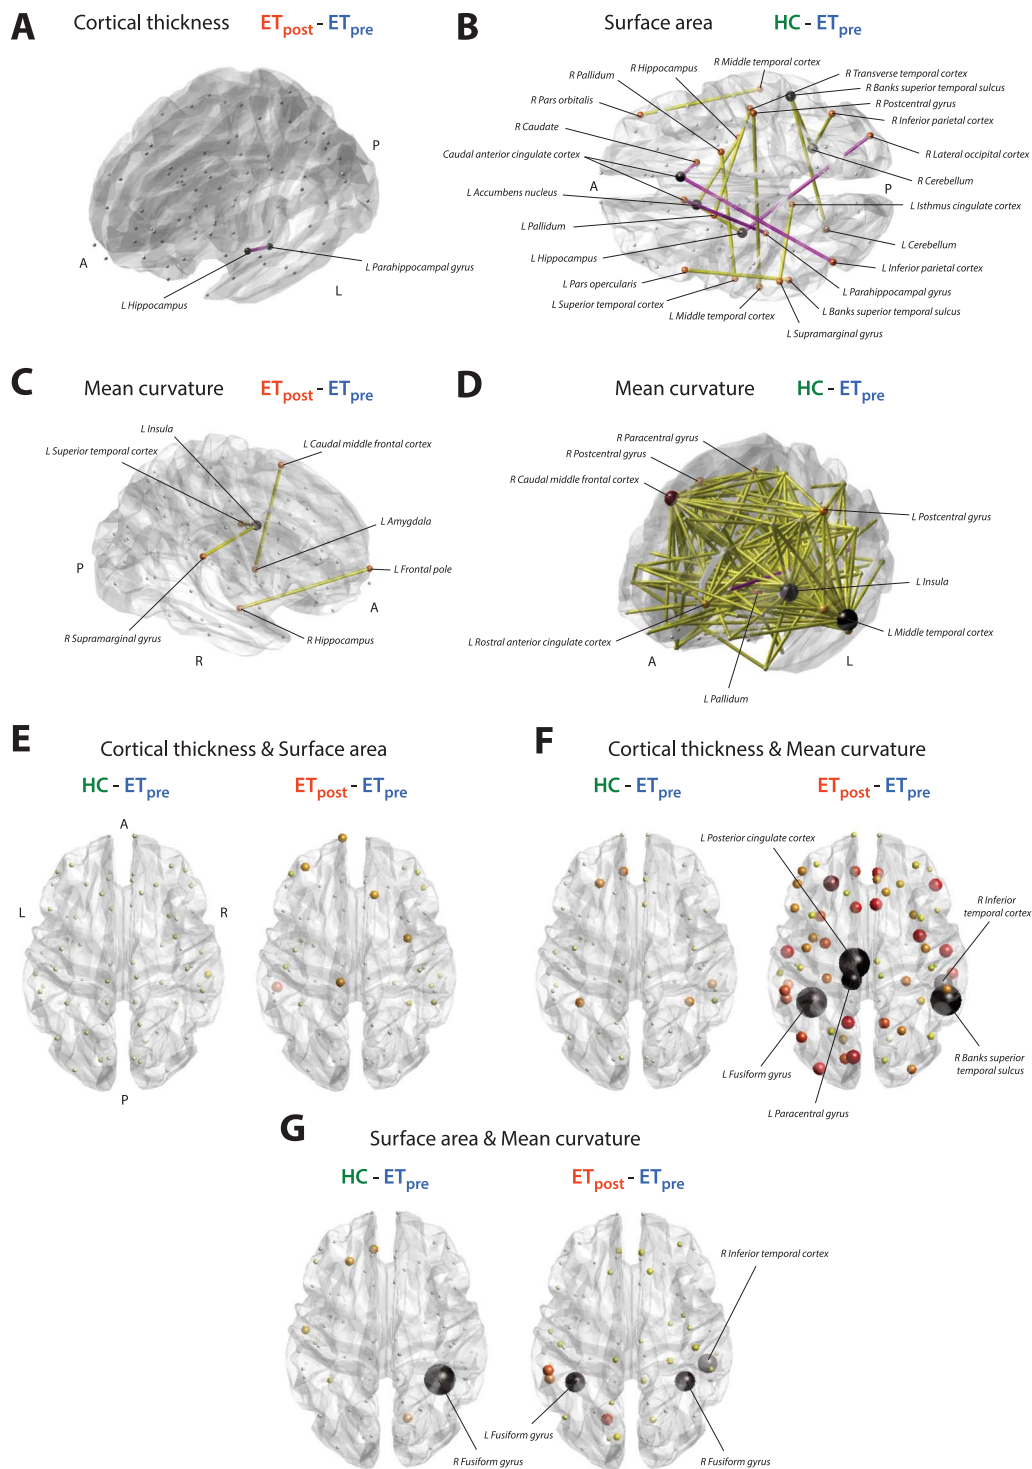 A Cortical thickness ETpost - ETpre
P
A
L Parahippocampal gyrus
L Hippocampus
L
B Surface area HC - ETpre
R Middle temporal cortex
R Hippocampus
R Transverse temporal cortex
R Pallidum
R Banks superior temporal sulcus
R Pars orbitalis
R Postcentral gyrus
R Inferior parietal cortex
R Caudate
Caudal anterior cingulate cortex
R Lateral occipital cortex
R Cerebellum
A
P
L Accumbens nucleus
L Isthmus cingulate cortex
L Pallidum
L Cerebellum
L Hippocampus
L Inferior parietal cortex
L Pars opercularis
L Parahippocampal gyrus
L Superior temporal cortex
L Middle temporal cortex
L Banks superior temporal sulcus
L Supramarginal gyrus
C Mean curvature ETpost - ETpre
L Insula
L Caudal middle frontal cortex
L Superior temporal cortex
L Amygdala
P
L Frontal pole
A
R Supramarginal gyrus
R Hippocampus
R
D Mean curvature HC - ETpre
R Paracentral gyrus
R Postcentral gyrus
R Caudal middle frontal cortex
L Postcentral gyrus
L Insula
L Rostral anterior cingulate cortex
L Middle temporal cortex
A
L
L Pallidum
E
Cortical thickness & Surface area
HC - ETpre ETpost - ETpre
A
L
R
P
F
Cortical thickness & Mean curvature
HC - ETpre ETpost - ETpre
L Posterior cingulate cortex
R Inferior
temporal cortex
L Fusiform gyrus
R Banks superior
temporal sulcus
L Paracentral gyrus
G
Surface area & Mean curvature
HC - ETpre ETpost - ETpre
R Inferior temporal cortex
L Fusiform gyrus
R Fusiform gyrus
R Fusiform gyrus